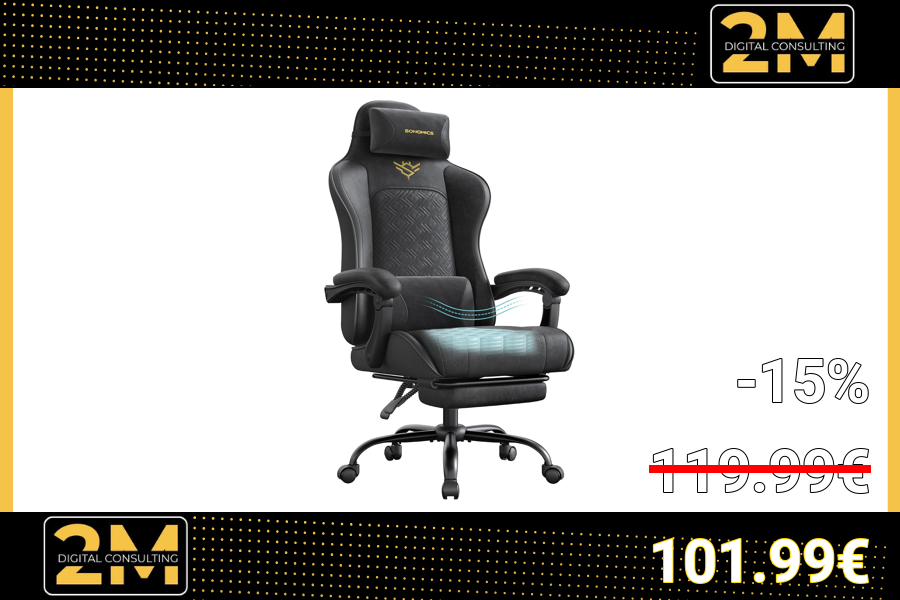 2M
DIGITAL CONSULTING
SONGMICS
-15%
119.99€
2M
DIGITAL CONSULTING
101.99€